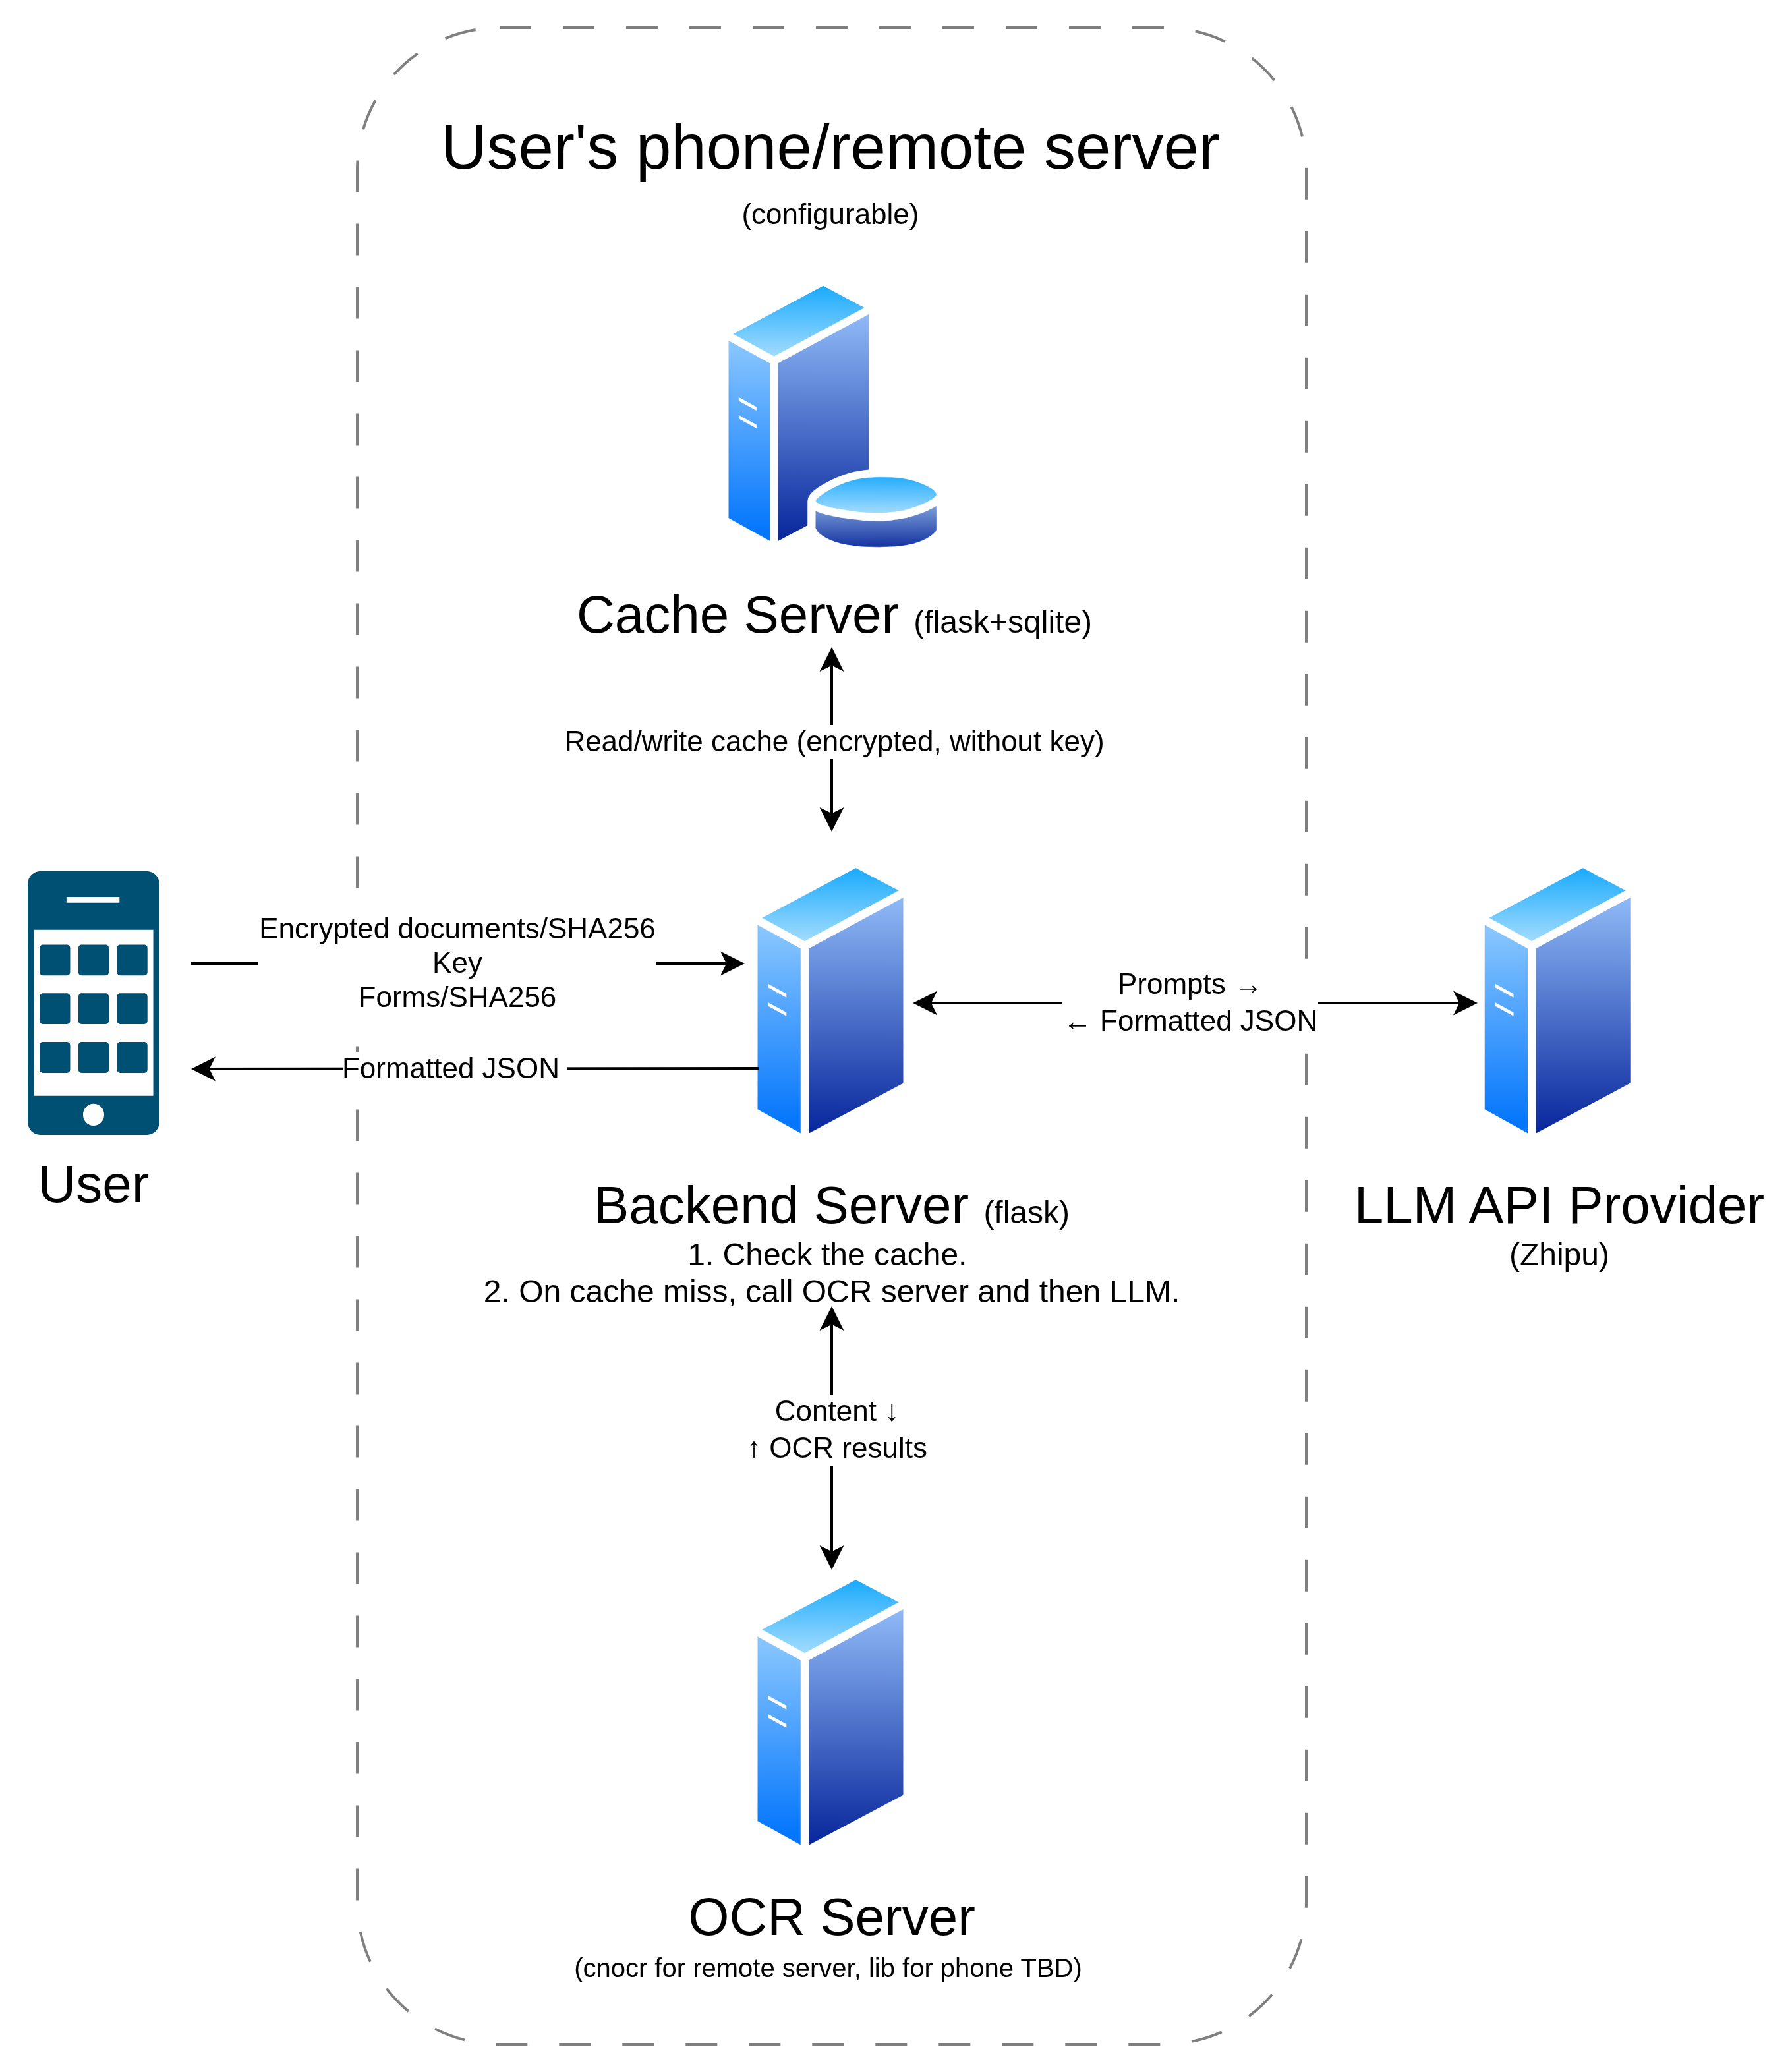 User's phone/remote server
(configurable)
Cache Server (flask+sqlite)
Read/write cache (encrypted, without key)
Encrypted documents/SHA256
Key
Forms/SHA256
Prompts →
← Formatted JSON
Formatted JSON
User
Backend Server (flask)
1. Check the cache.
2. On cache miss, call OCR server and then LLM.
LLM API Provider
(Zhipu)
Content ↓
↑ OCR results
OCR Server
(cnocr for remote server, lib for phone TBD)